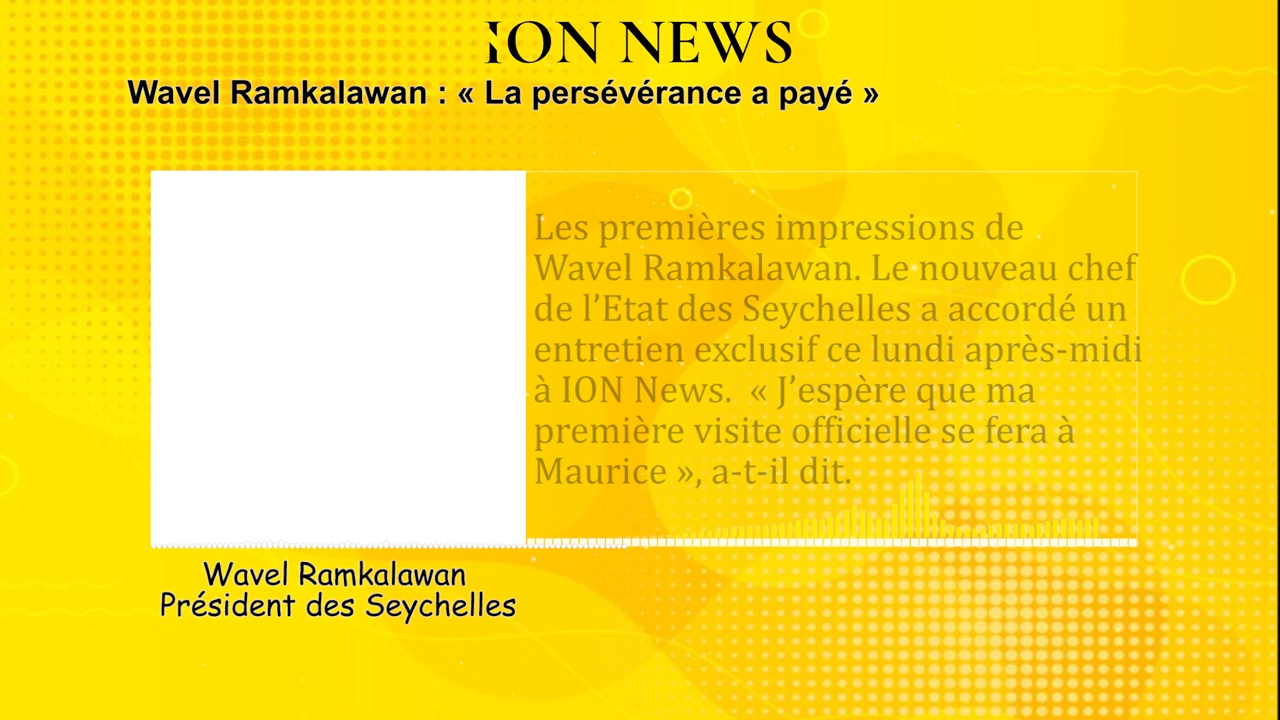 ION NEWS
Wavel Ramkalawan : « La persévérance a payé »
Les premières impressions de
Wavel Ramkalawan. Le nouveau chef
de l’Etat des Seychelles a accordé un
entretien exclusif ce lundi après-midi
à ION News.  « J’espère que ma
première visite officielle se fera à
Maurice », a-t-il dit.
Wavel Ramkalawan
Président des Seychelles